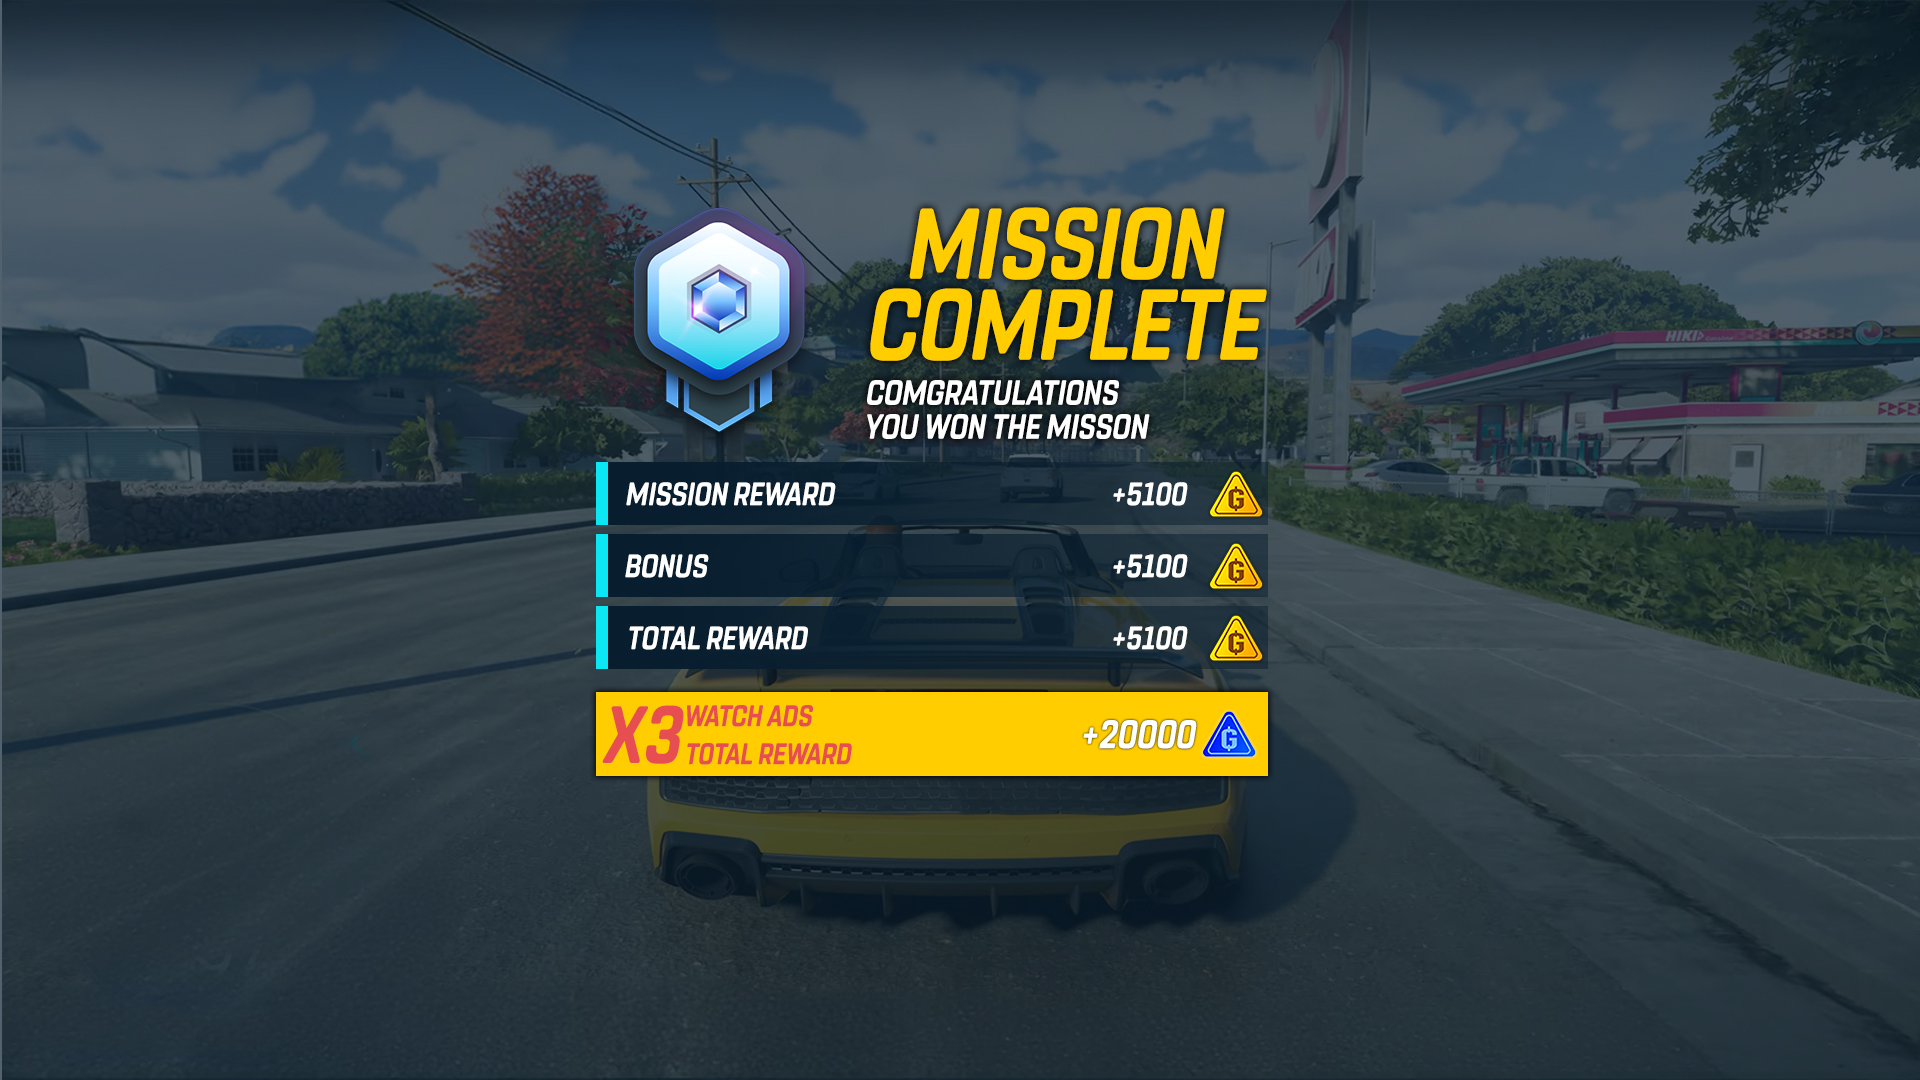 MISSION
COMPLETE
COMGRATULATIONS
YOU WON THE MISSON
HIKI
MISSION REWARD +5100 G
BONUS +5100 G
TOTAL REWARD +5100 G
X3 WATCH ADS
TOTAL REWARD
+20000 G